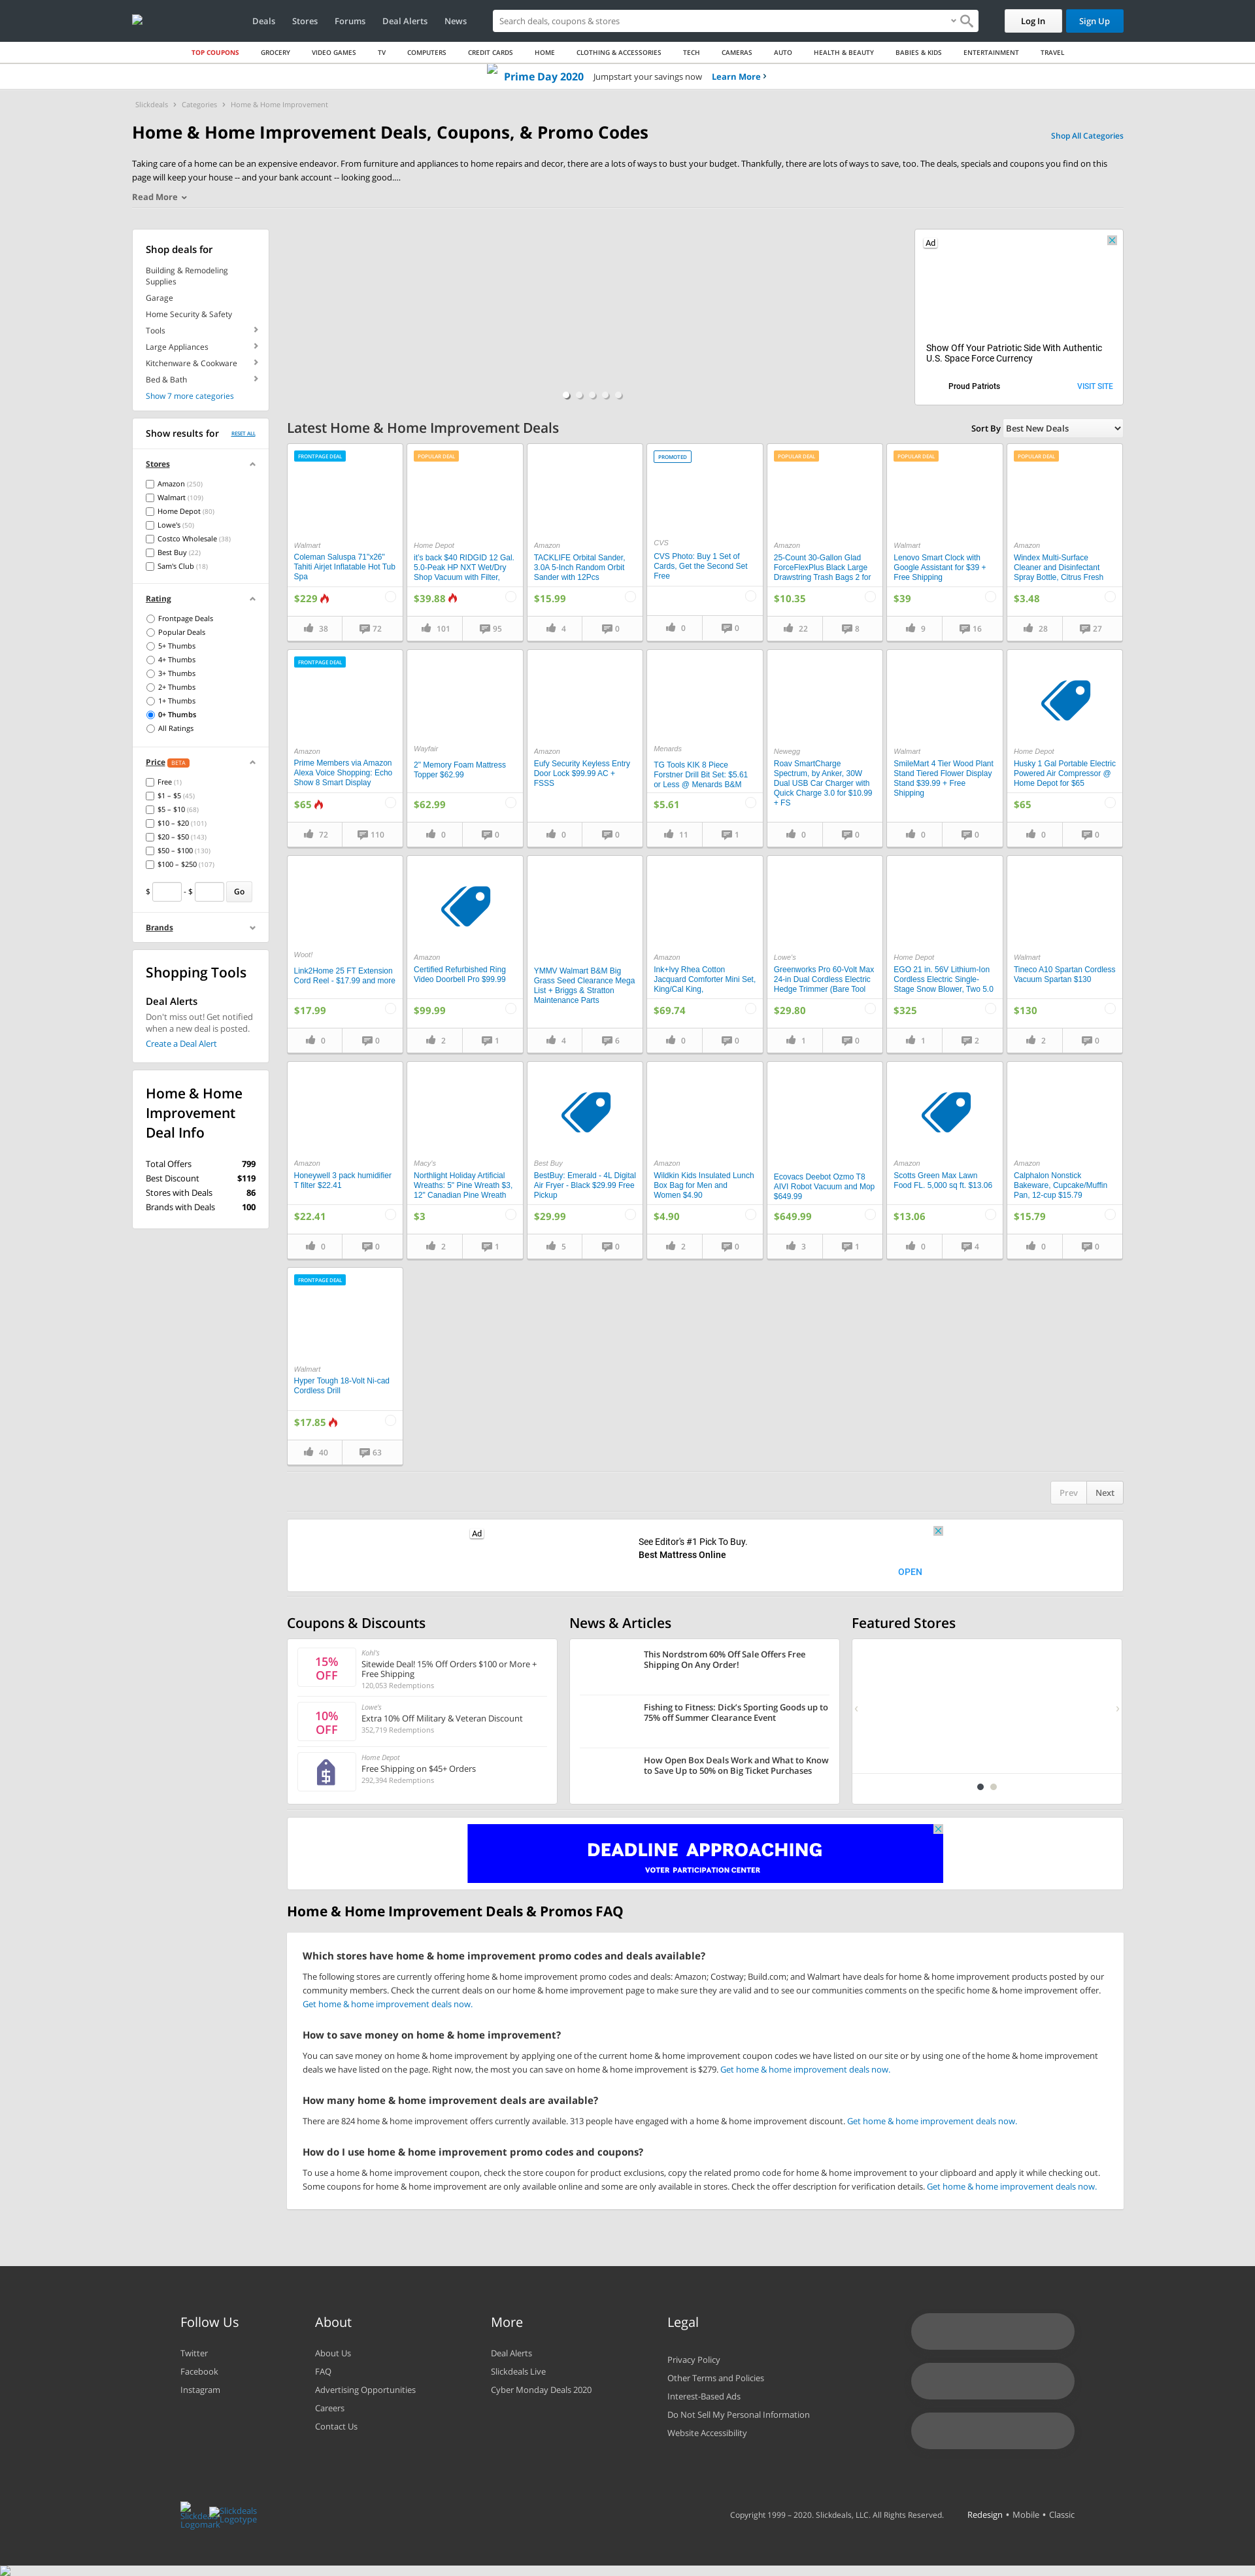 Deals
Stores
Forums
Deal Alerts
News
Search deals, coupons & stores
Log In
Sign Up
TOP COUPONS
GROCERY
VIDEO GAMES
TV
COMPUTERS
CREDIT CARDS
HOME
CLOTHING & ACCESSORIES
TECH
CAMERAS
AUTO
HEALTH & BEAUTY
BABIES & KIDS
ENTERTAINMENT
TRAVEL
Prime Day 2020 Jumpstart your savings now Learn More
Slickdeals > Categories > Home & Home Improvement
Home & Home Improvement Deals, Coupons, & Promo Codes
Shop All Categories
Taking care of a home can be an expensive endeavor. From furniture and appliances to home repairs and decor, there are a lot of ways to bust your budget. Thankfully, there are lots of ways to save, too. The deals, specials and coupons you find on this
page will keep your house -- and your bank account -- looking good....
Read More
Shop deals for
Building & Remodeling
Supplies
Garage
Home Security & Safety
Tools
Large Appliances
Kitchenware & Cookware
Bed & Bath
Show 7 more categories
Ad
Show Off Your Patriotic Side With Authentic
U.S. Space Force Currency
Proud Patriots
VISIT SITE
Show results for
RESET ALL
Stores
Amazon (250)
Walmart (109)
Home Depot (80)
Lowe's (50)
Costco Wholesale (38)
Best Buy (22)
Sam's Club (18)
Rating
Frontpage Deals
Popular Deals
5+ Thumbs
4+ Thumbs
3+ Thumbs
2+ Thumbs
1+ Thumbs
0+ Thumbs
All Ratings
Price BETA
Free (1)
$1 – $5 (45)
$5 – $10 (68)
$10 – $20 (101)
$20 – $50 (143)
$50 – $100 (130)
$100 – $250 (107)
$ - $ Go
Brands
Shopping Tools
Deal Alerts
Don't miss out! Get notified
when a new deal is posted.
Create a Deal Alert
Home & Home
Improvement
Deal Info
Total Offers 799
Best Discount $119
Stores with Deals 86
Brands with Deals 100
Latest Home & Home Improvement Deals
Sort By Best New Deals
FRONTPAGE DEAL
Walmart
Coleman Saluspa 71"x26"
Tahiti Airjet Inflatable Hot Tub
Spa
$229
38 72
POPULAR DEAL
Home Depot
it's back $40 RIDGID 12 Gal.
5.0-Peak HP NXT Wet/Dry
Shop Vacuum with Filter,
$39.88
101 95
Amazon
TACKLIFE Orbital Sander,
3.0A 5-Inch Random Orbit
Sander with 12Pcs
$15.99
4 0
PROMOTED
CVS
CVS Photo: Buy 1 Set of
Cards, Get the Second Set
Free
0 0
POPULAR DEAL
Amazon
25-Count 30-Gallon Glad
ForceFlexPlus Black Large
Drawstring Trash Bags 2 for
$10.35
22 8
POPULAR DEAL
Walmart
Lenovo Smart Clock with
Google Assistant for $39 +
Free Shipping
$39
9 16
POPULAR DEAL
Amazon
Windex Multi-Surface
Cleaner and Disinfectant
Spray Bottle, Citrus Fresh
$3.48
28 27
FRONTPAGE DEAL
Amazon
Prime Members via Amazon
Alexa Voice Shopping: Echo
Show 8 Smart Display
$65
72 110
Wayfair
2" Memory Foam Mattress
Topper $62.99
$62.99
0 0
Amazon
Eufy Security Keyless Entry
Door Lock $99.99 AC +
FSSS
0 0
Menards
TG Tools KIK 8 Piece
Forstner Drill Bit Set: $5.61
or Less @ Menards B&M
$5.61
11 1
Newegg
Roav SmartCharge
Spectrum, by Anker, 30W
Dual USB Car Charger with
Quick Charge 3.0 for $10.99
+ FS
0 0
Walmart
SmileMart 4 Tier Wood Plant
Stand Tiered Flower Display
Stand $39.99 + Free
Shipping
0 0
Home Depot
Husky 1 Gal Portable Electric
Powered Air Compressor @
Home Depot for $65
$65
0 0
Woot!
Link2Home 25 FT Extension
Cord Reel - $17.99 and more
$17.99
0 0
Amazon
Certified Refurbished Ring
Video Doorbell Pro $99.99
$99.99
2 1
YMMV Walmart B&M Big
Grass Seed Clearance Mega
List + Briggs & Stratton
Maintenance Parts
4 6
Amazon
Ink+Ivy Rhea Cotton
Jacquard Comforter Mini Set,
King/Cal King,
$69.74
0 0
Lowe's
Greenworks Pro 60-Volt Max
24-in Dual Cordless Electric
Hedge Trimmer (Bare Tool
$29.80
1 0
Home Depot
EGO 21 in. 56V Lithium-Ion
Cordless Electric Single-
Stage Snow Blower, Two 5.0
$325
1 2
Walmart
Tineco A10 Spartan Cordless
Vacuum Spartan $130
$130
2 0
Amazon
Honeywell 3 pack humidifier
T filter $22.41
$22.41
0 0
Macy's
Northlight Holiday Artificial
Wreaths: 5" Pine Wreath $3,
12" Canadian Pine Wreath
$3
2 1
Best Buy
BestBuy: Emerald - 4L Digital
Air Fryer - Black $29.99 Free
Pickup
$29.99
5 0
Amazon
Wildkin Kids Insulated Lunch
Box Bag for Men and
Women $4.90
$4.90
2 0
Ecovacs Deebot Ozmo T8
AIVI Robot Vacuum and Mop
$649.99
$649.99
3 1
Amazon
Scotts Green Max Lawn
Food FL. 5,000 sq ft. $13.06
$13.06
0 4
Amazon
Calphalon Nonstick
Bakeware, Cupcake/Muffin
Pan, 12-cup $15.79
$15.79
0 0
FRONTPAGE DEAL
Walmart
Hyper Tough 18-Volt Ni-cad
Cordless Drill
$17.85
40 63
Prev Next
Ad
See Editor's #1 Pick To Buy.
Best Mattress Online
OPEN
Coupons & Discounts
15%
OFF
Kohl's
Sitewide Deal! 15% Off Orders $100 or More +
Free Shipping
120,053 Redemptions
10%
OFF
Lowe's
Extra 10% Off Military & Veteran Discount
352,719 Redemptions
Home Depot
Free Shipping on $45+ Orders
292,394 Redemptions
News & Articles
This Nordstrom 60% Off Sale Offers Free
Shipping On Any Order!
Fishing to Fitness: Dick's Sporting Goods up to
75% off Summer Clearance Event
How Open Box Deals Work and What to Know
to Save Up to 50% on Big Ticket Purchases
Featured Stores
DEADLINE APPROACHING
VOTER PARTICIPATION CENTER
Home & Home Improvement Deals & Promos FAQ
Which stores have home & home improvement promo codes and deals available?
The following stores are currently offering home & home improvement promo codes and deals: Amazon; Costway; Build.com; and Walmart have deals for home & home improvement products posted by our
community members. Check the current deals on our home & home improvement page to make sure they are valid and to see our communities comments on the specific home & home improvement offer.
Get home & home improvement deals now.
How to save money on home & home improvement?
You can save money on home & home improvement by applying one of the current home & home improvement coupon codes we have listed on our site or by using one of the home & home improvement
deals we have listed on the page. Right now, the most you can save on home & home improvement is $279. Get home & home improvement deals now.
How many home & home improvement deals are available?
There are 824 home & home improvement offers currently available. 313 people have engaged with a home & home improvement discount. Get home & home improvement deals now.
How do I use home & home improvement promo codes and coupons?
To use a home & home improvement coupon, check the store coupon for product exclusions, copy the related promo code for home & home improvement to your clipboard and apply it while checking out.
Some coupons for home & home improvement are only available online and some are only available in stores. Check the offer description for verification details. Get home & home improvement deals now.
Follow Us
Twitter
Facebook
Instagram
About
About Us
FAQ
Advertising Opportunities
Careers
Contact Us
More
Deal Alerts
Slickdeals Live
Cyber Monday Deals 2020
Legal
Privacy Policy
Other Terms and Policies
Interest-Based Ads
Do Not Sell My Personal Information
Website Accessibility
Slickdeals
Logotype
Logomark
Copyright 1999 – 2020. Slickdeals, LLC. All Rights Reserved.
Redesign • Mobile • Classic